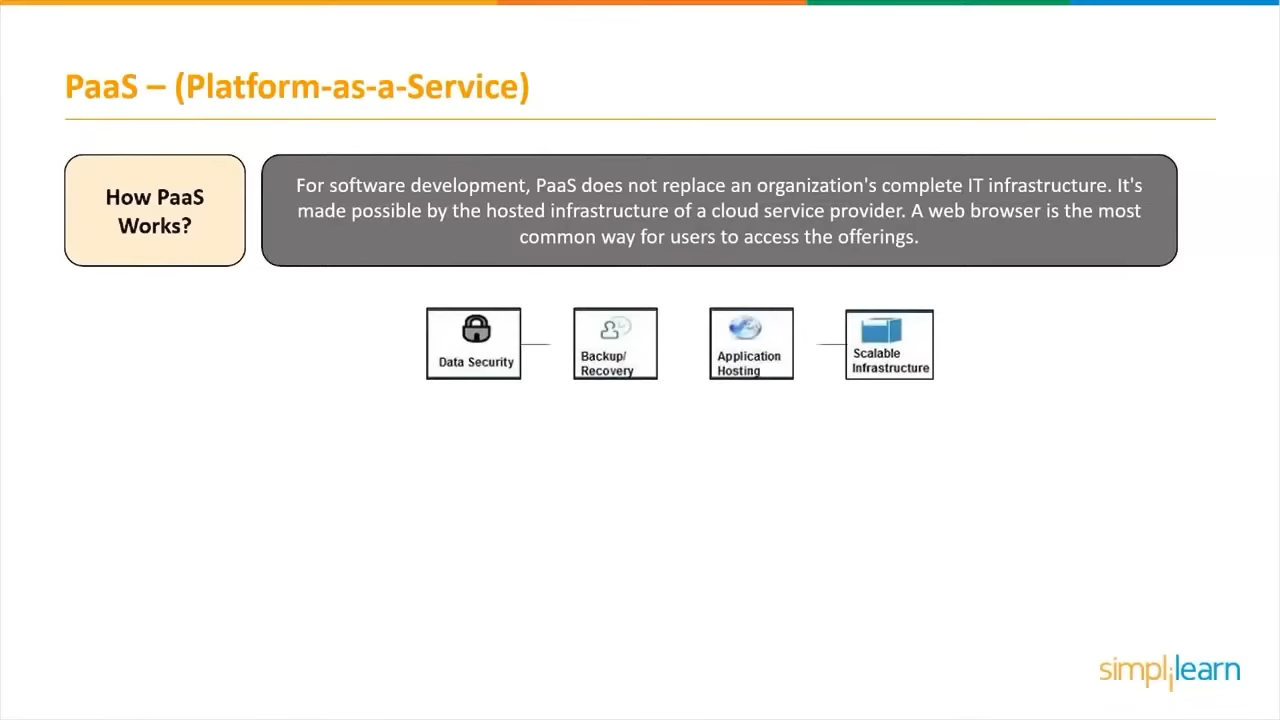 PaaS – (Platform-as-a-Service)
How PaaS
Works?
For software development, PaaS does not replace an organization's complete IT infrastructure. It's
made possible by the hosted infrastructure of a cloud service provider. A web browser is the most
common way for users to access the offerings.
Data Security
Backup/
Recovery
Application
Hosting
Scalable
Infrastructure
simplilearn